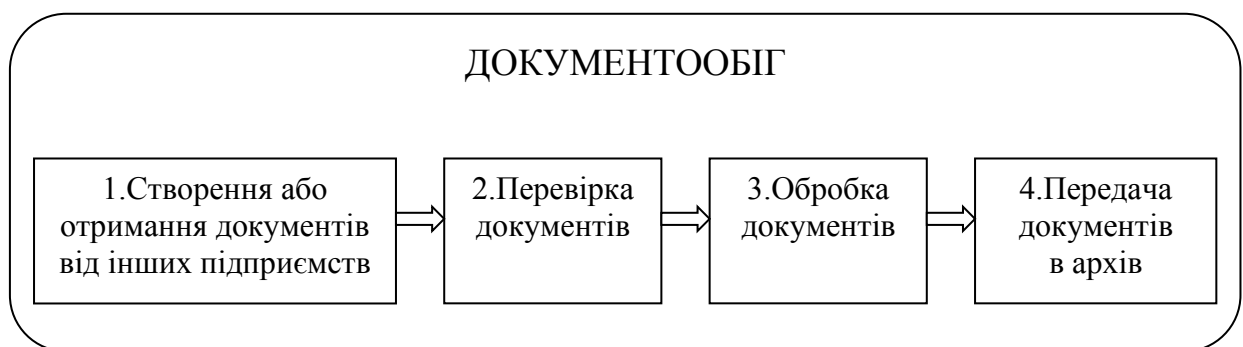 ДОКУМЕНТООБІГ
1.Створення або
отримання документів
від інших підприємств
2.Перевірка
документів
3.Обробка
документів
4.Передача
документів
в архів